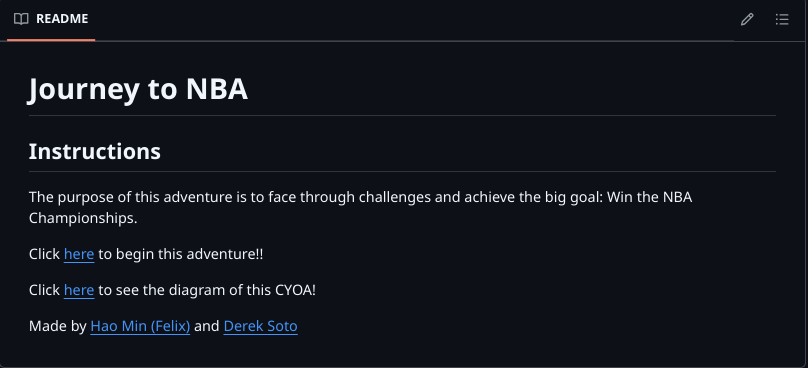 README
Journey to NBA
Instructions
The purpose of this adventure is to face through challenges and achieve the big goal: Win the NBA
Championships.
Click here to begin this adventure!!
Click here to see the diagram of this CYOA!
Made by Hao Min (Felix) and Derek Soto